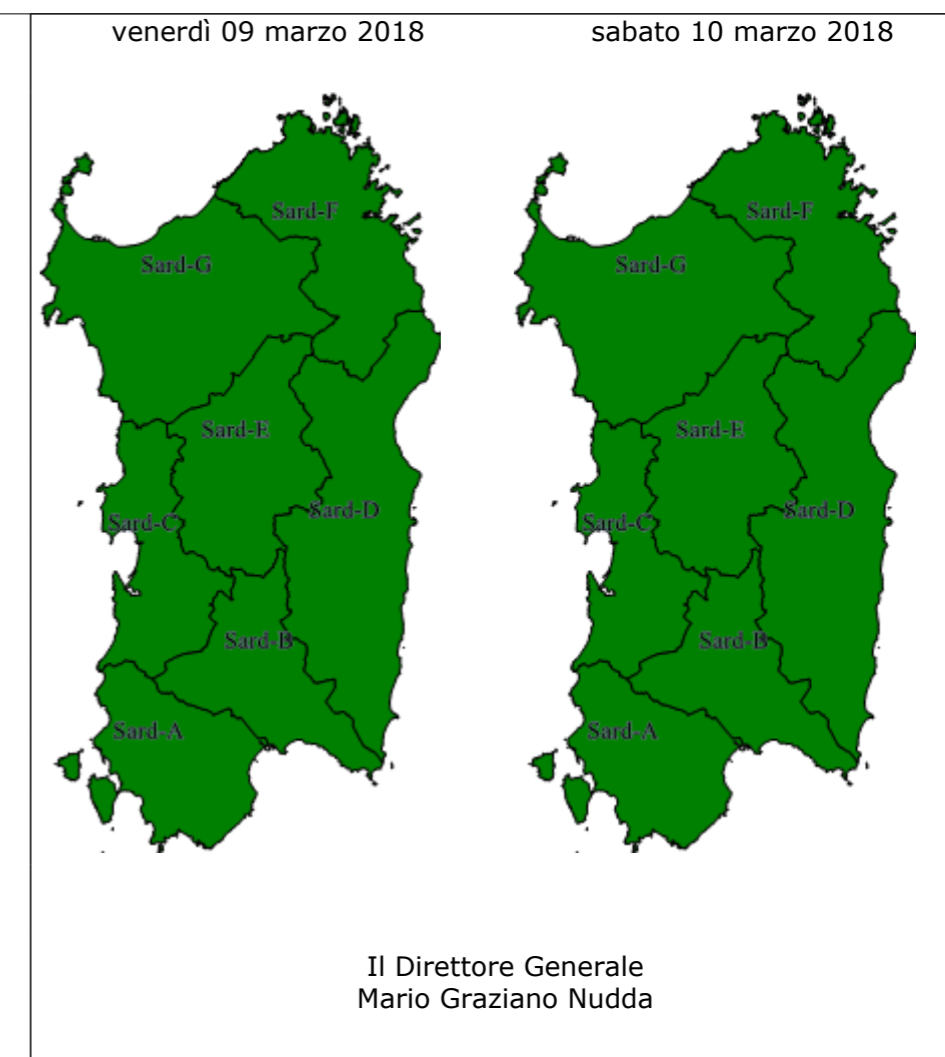 venerdì 09 marzo 2018
sabato 10 marzo 2018
Sard-F
Sard-G
Sard-E
Sard-D
Sard-C
Sard-B
Sard-A
Sard-F
Sard-G
Sard-E
Sard-D
Sard-C
Sard-B
Sard-A
Il Direttore Generale
Mario Graziano Nudda